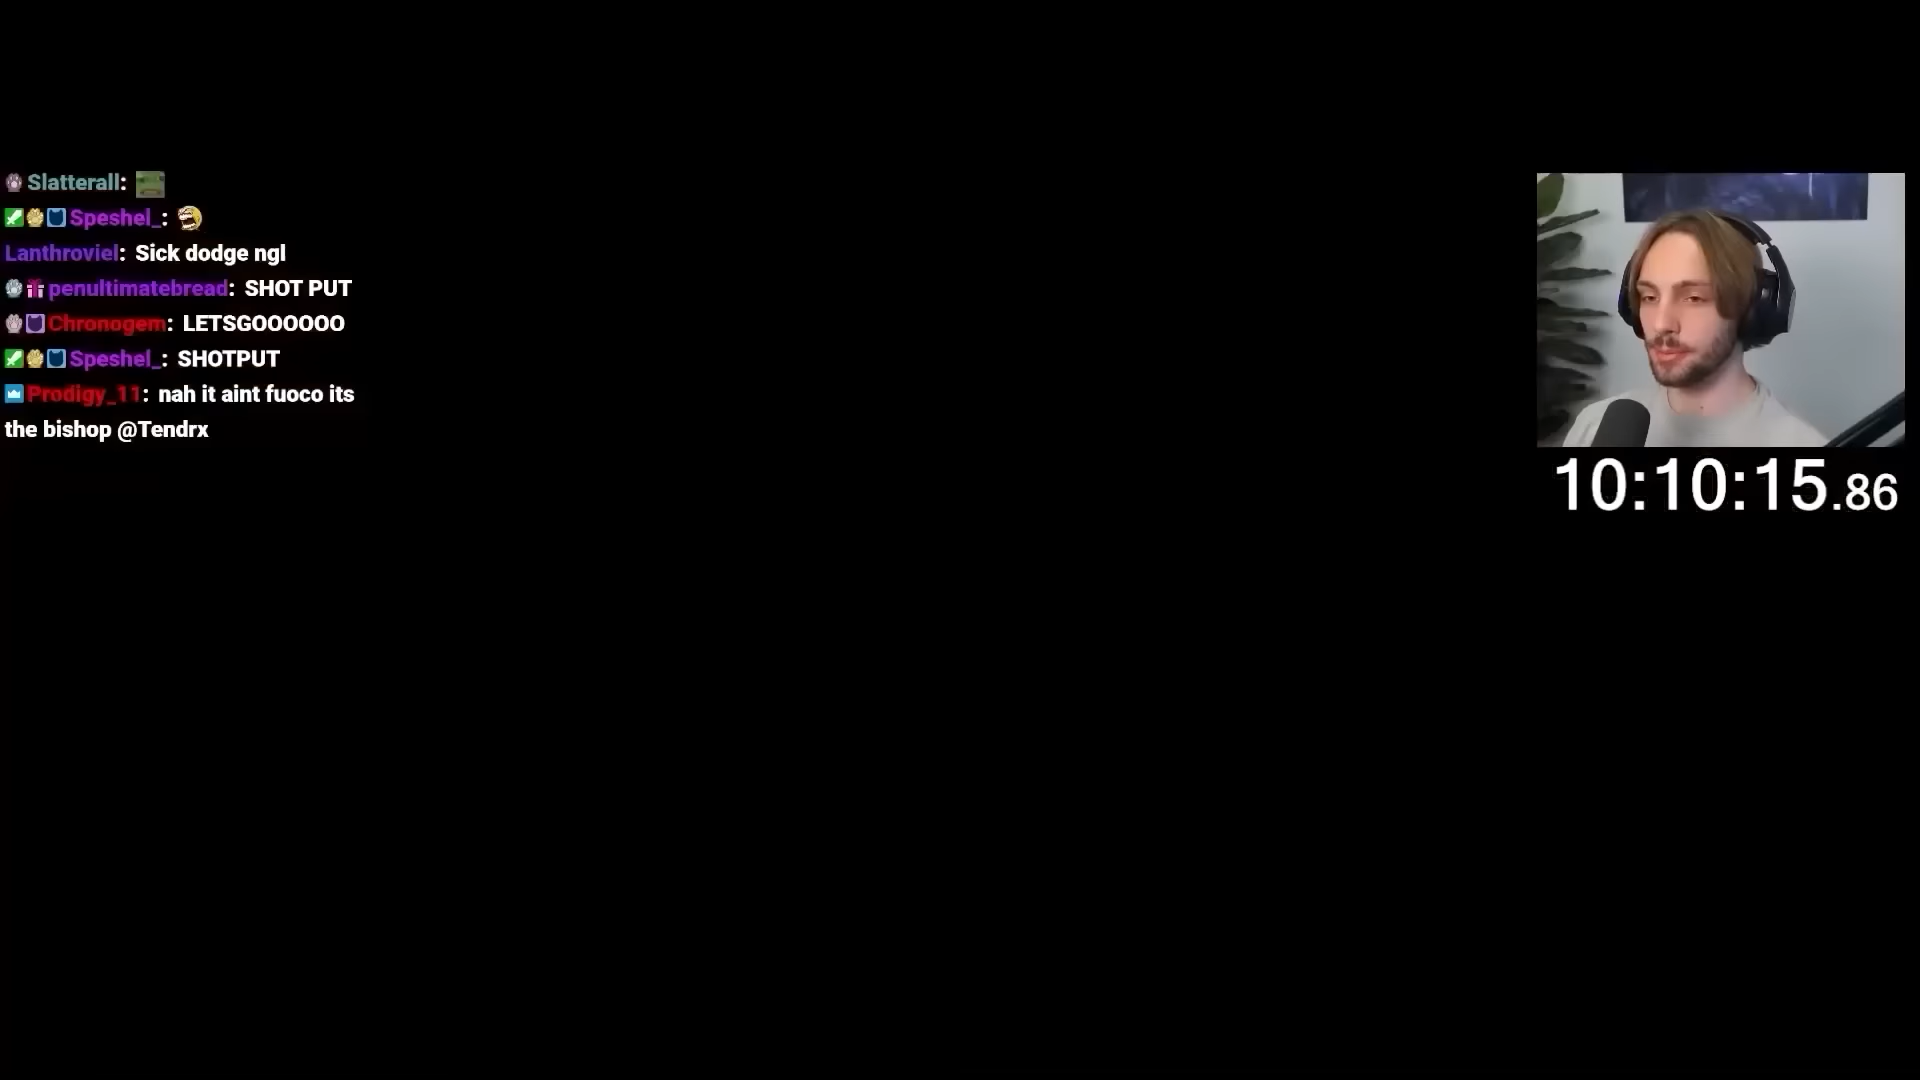 Slatterall:
Speshel_:
Lanthroviel: Sick dodge ngl
penultimatebread: SHOT PUT
Chronogem: LETSGOOOOOO
Speshel_: SHOTPUT
Prodigy_11: nah it aint fuoco its
the bishop @Tendrx
10:10:15.86